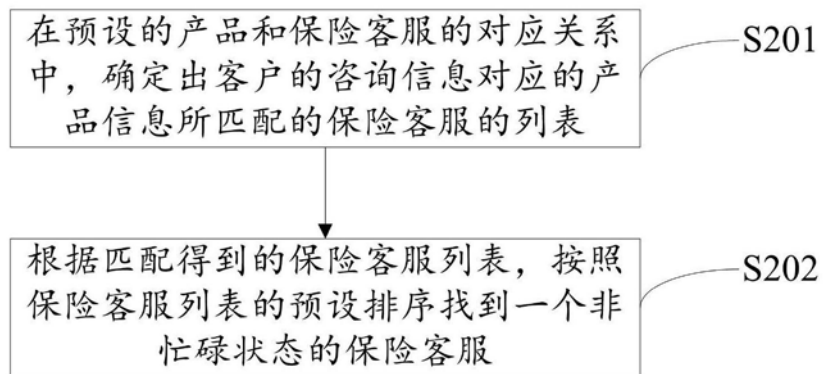 在预设的产品和保险客服的对应关系
中，确定出客户的咨询信息对应的产
品信息所匹配的保险客服的列表
S201
根据匹配得到的保险客服列表，按照
保险客服列表的预设排序找到一个非
忙碌状态的保险客服
S202